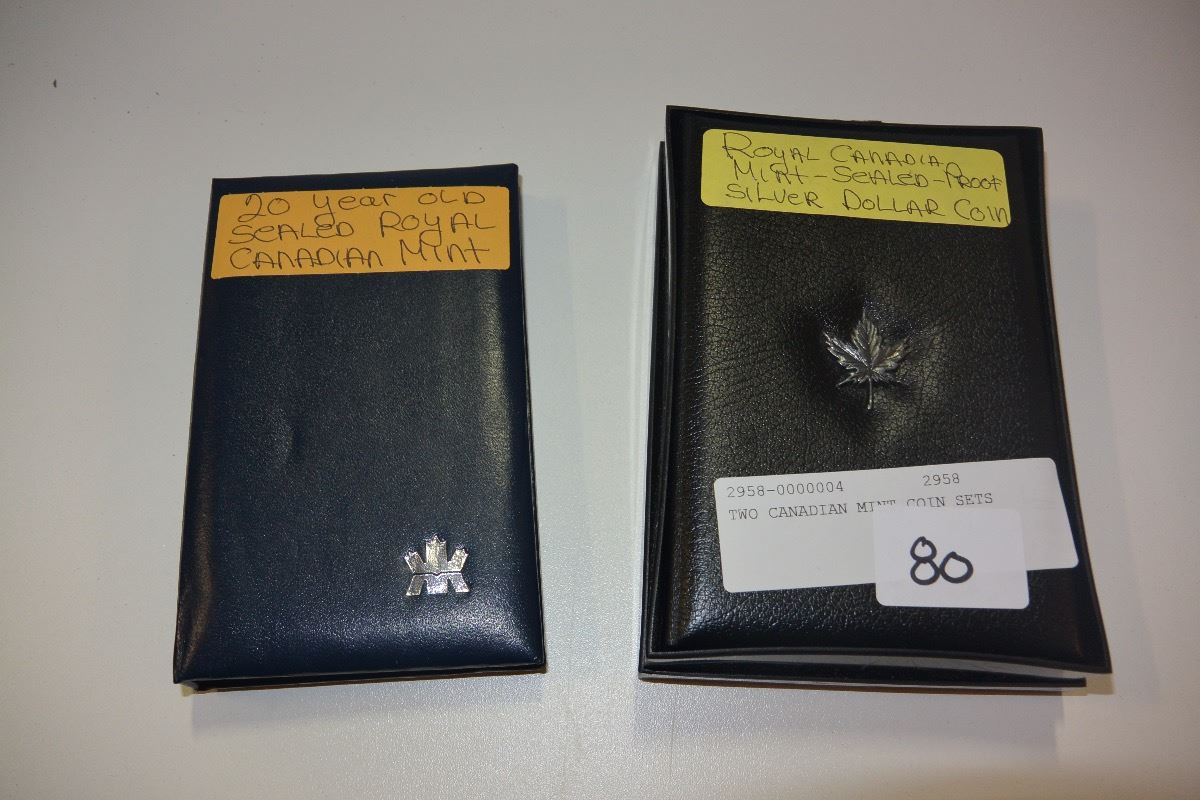 20 year OLD
SEALED ROYAL
CANADIAN MINT
ROYAL CANADIA
MINT-SEALED-PROOF
SILVER DOLLAR COIN
2958-0000004 2958
TWO CANADIAN MINT COIN SETS
80